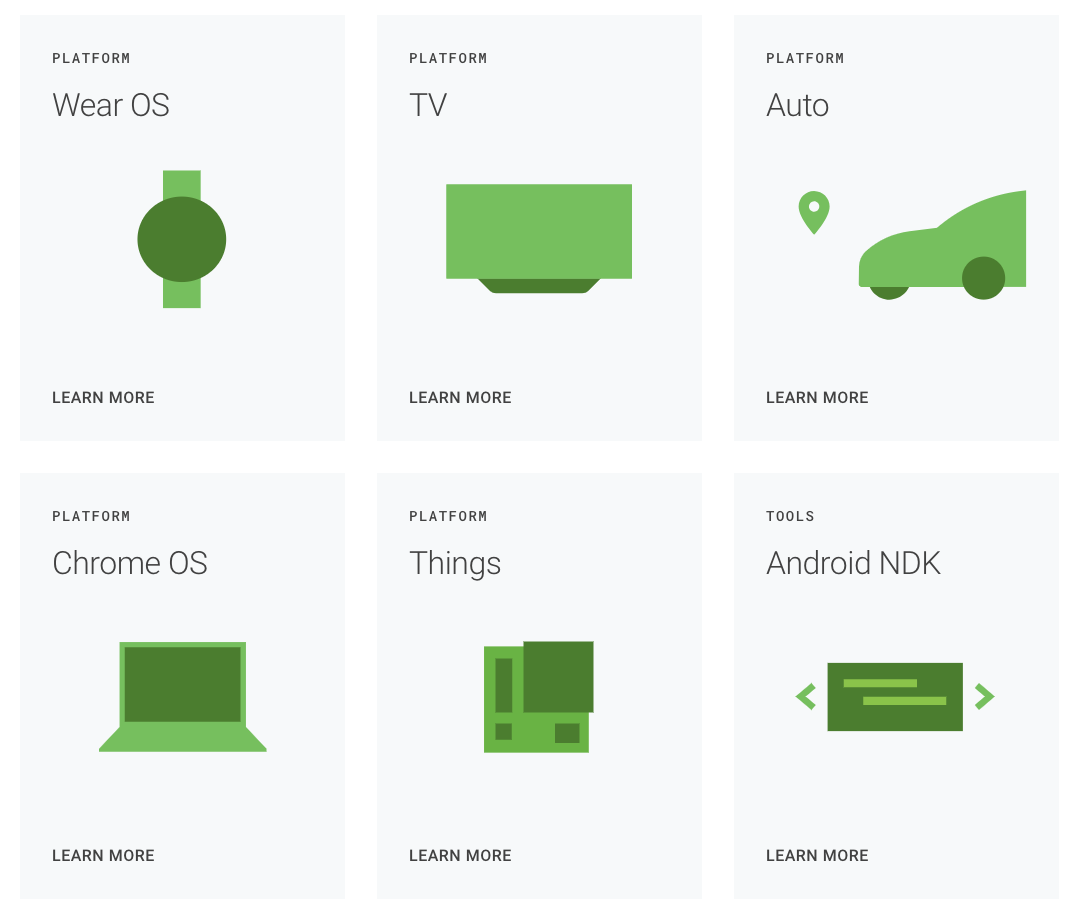 PLATFORM
Wear OS
LEARN MORE
PLATFORM
TV
LEARN MORE
PLATFORM
Auto
LEARN MORE
PLATFORM
Chrome OS
LEARN MORE
PLATFORM
Things
LEARN MORE
TOOLS
Android NDK
LEARN MORE